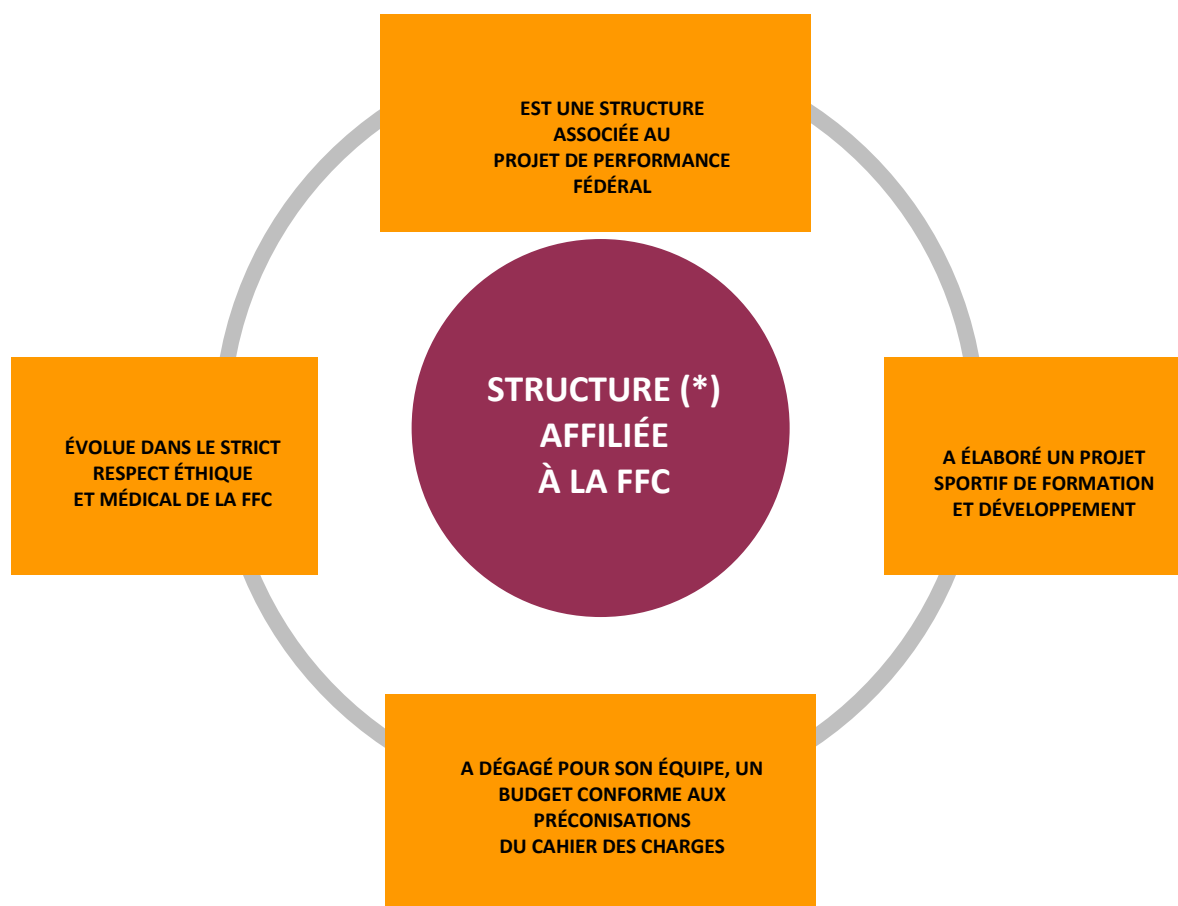 EST UNE STRUCTURE
ASSOCIÉE AU
PROJET DE PERFORMANCE
FÉDÉRAL
STRUCTURE (*)
AFFILIÉE
À LA FFC
ÉVOLUE DANS LE STRICT
RESPECT ÉTHIQUE
ET MÉDICAL DE LA FFC
A ÉLABORÉ UN PROJET
SPORTIF DE FORMATION
ET DÉVELOPPEMENT
A DÉGAGÉ POUR SON ÉQUIPE, UN
BUDGET CONFORME AUX
PRÉCONISATIONS
DU CAHIER DES CHARGES